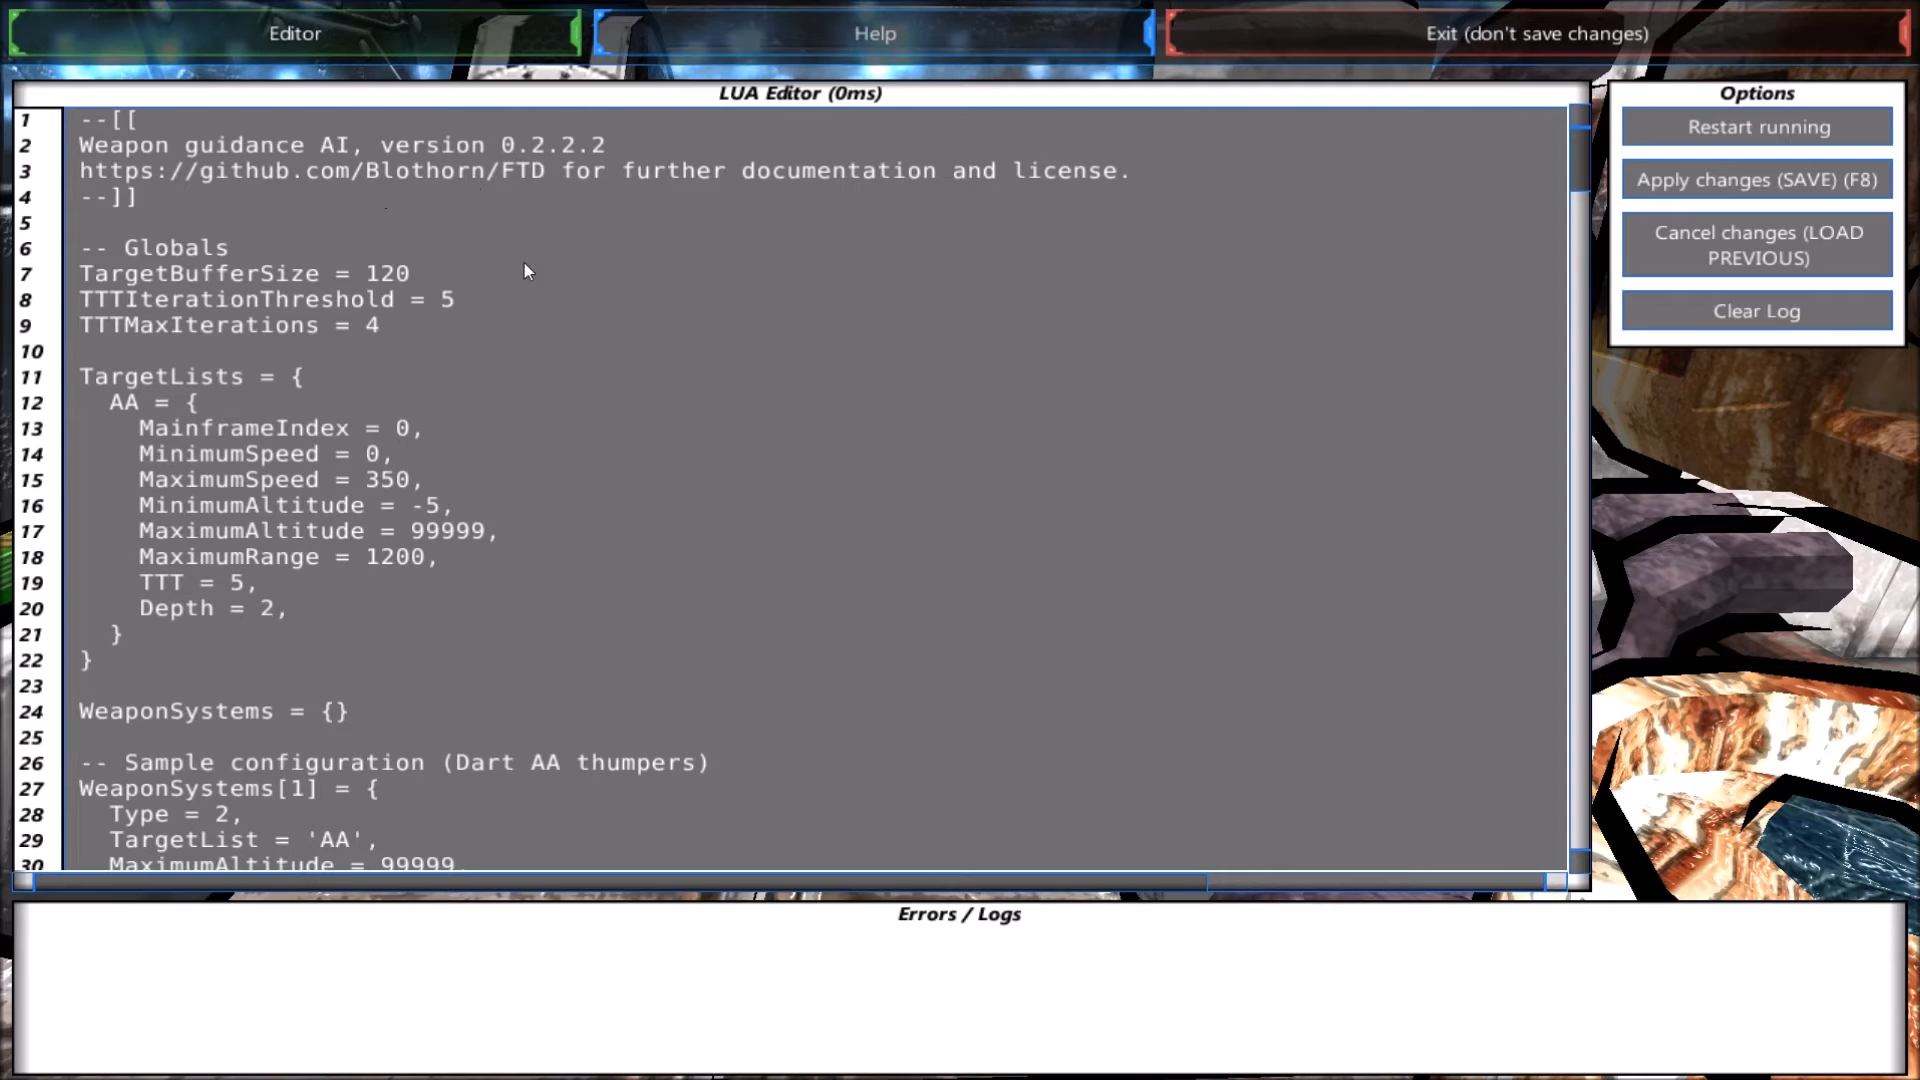 Editor
Help
Exit (don't save changes)
LUA Editor (0ms)
1 --[[
2 Weapon guidance AI, version 0.2.2.2
3 https://github.com/Blothorn/FTD for further documentation and license.
4 --]]
5
6 -- Globals
7 TargetBufferSize = 120
8 TTTIterationThreshold = 5
9 TTTMaxIterations = 4
10
11 TargetLists = {
12   AA = {
13     MainframeIndex = 0,
14     MinimumSpeed = 0,
15     MaximumSpeed = 350,
16     MinimumAltitude = -5,
17     MaximumAltitude = 99999,
18     MaximumRange = 1200,
19     TTT = 5,
20     Depth = 2,
21   }
22 }
23
24 WeaponSystems = {}
25
26 -- Sample configuration (Dart AA thumpers)
27 WeaponSystems[1] = {
28   Type = 2,
29   TargetList = 'AA',
30   MaximumAltitude = 99999,
Options
Restart running
Apply changes (SAVE) (F8)
Cancel changes (LOAD
PREVIOUS)
Clear Log
Errors / Logs